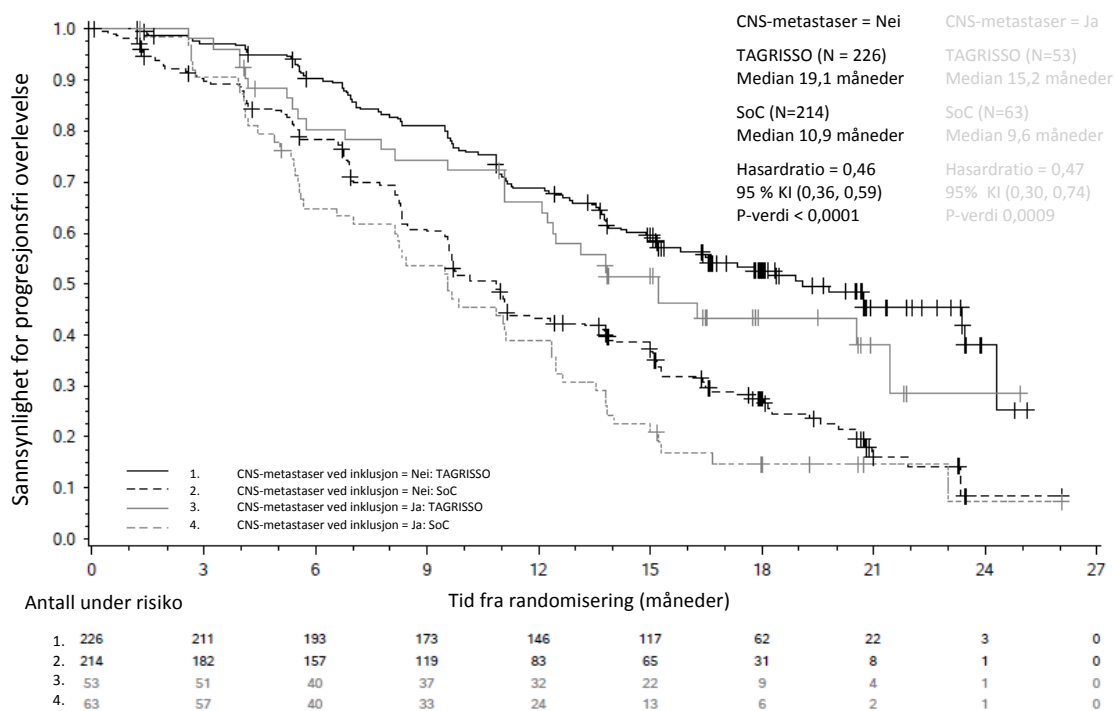 CNS-metastaser = Nei CNS-metastaser = Ja
TAGRISSO (N = 226) TAGRISSO (N=53)
Median 19,1 måneder Median 15,2 måneder
SoC (N=214) SoC (N=63)
Median 10,9 måneder Median 9,6 måneder
Hasardratio = 0,46 Hasardratio = 0,47
95 % KI (0,36, 0,59) 95% KI (0,30, 0,74)
P-verdi < 0,0001 P-verdi 0,0009
Sannsynlighet for progresjonsfri overlevelse
1.0
0.9
0.8
0.7
0.6
0.5
0.4
0.3
0.2
0.1
0.0
1. CNS-metastaser ved inklusjon = Nei: TAGRISSO
2. CNS-metastaser ved inklusjon = Nei: SoC
3. CNS-metastaser ved inklusjon = Ja: TAGRISSO
4. CNS-metastaser ved inklusjon = Ja: SoC
0 3 6 9 12 15 18 21 24 27
Antall under risiko Tid fra randomisering (måneder)
1. 226 211 193 173 146 117 62 22 3 0
2. 214 182 157 119 83 65 31 8 1 0
3. 53 51 40 37 32 22 9 4 1 0
4. 63 57 40 33 24 13 6 2 1 0